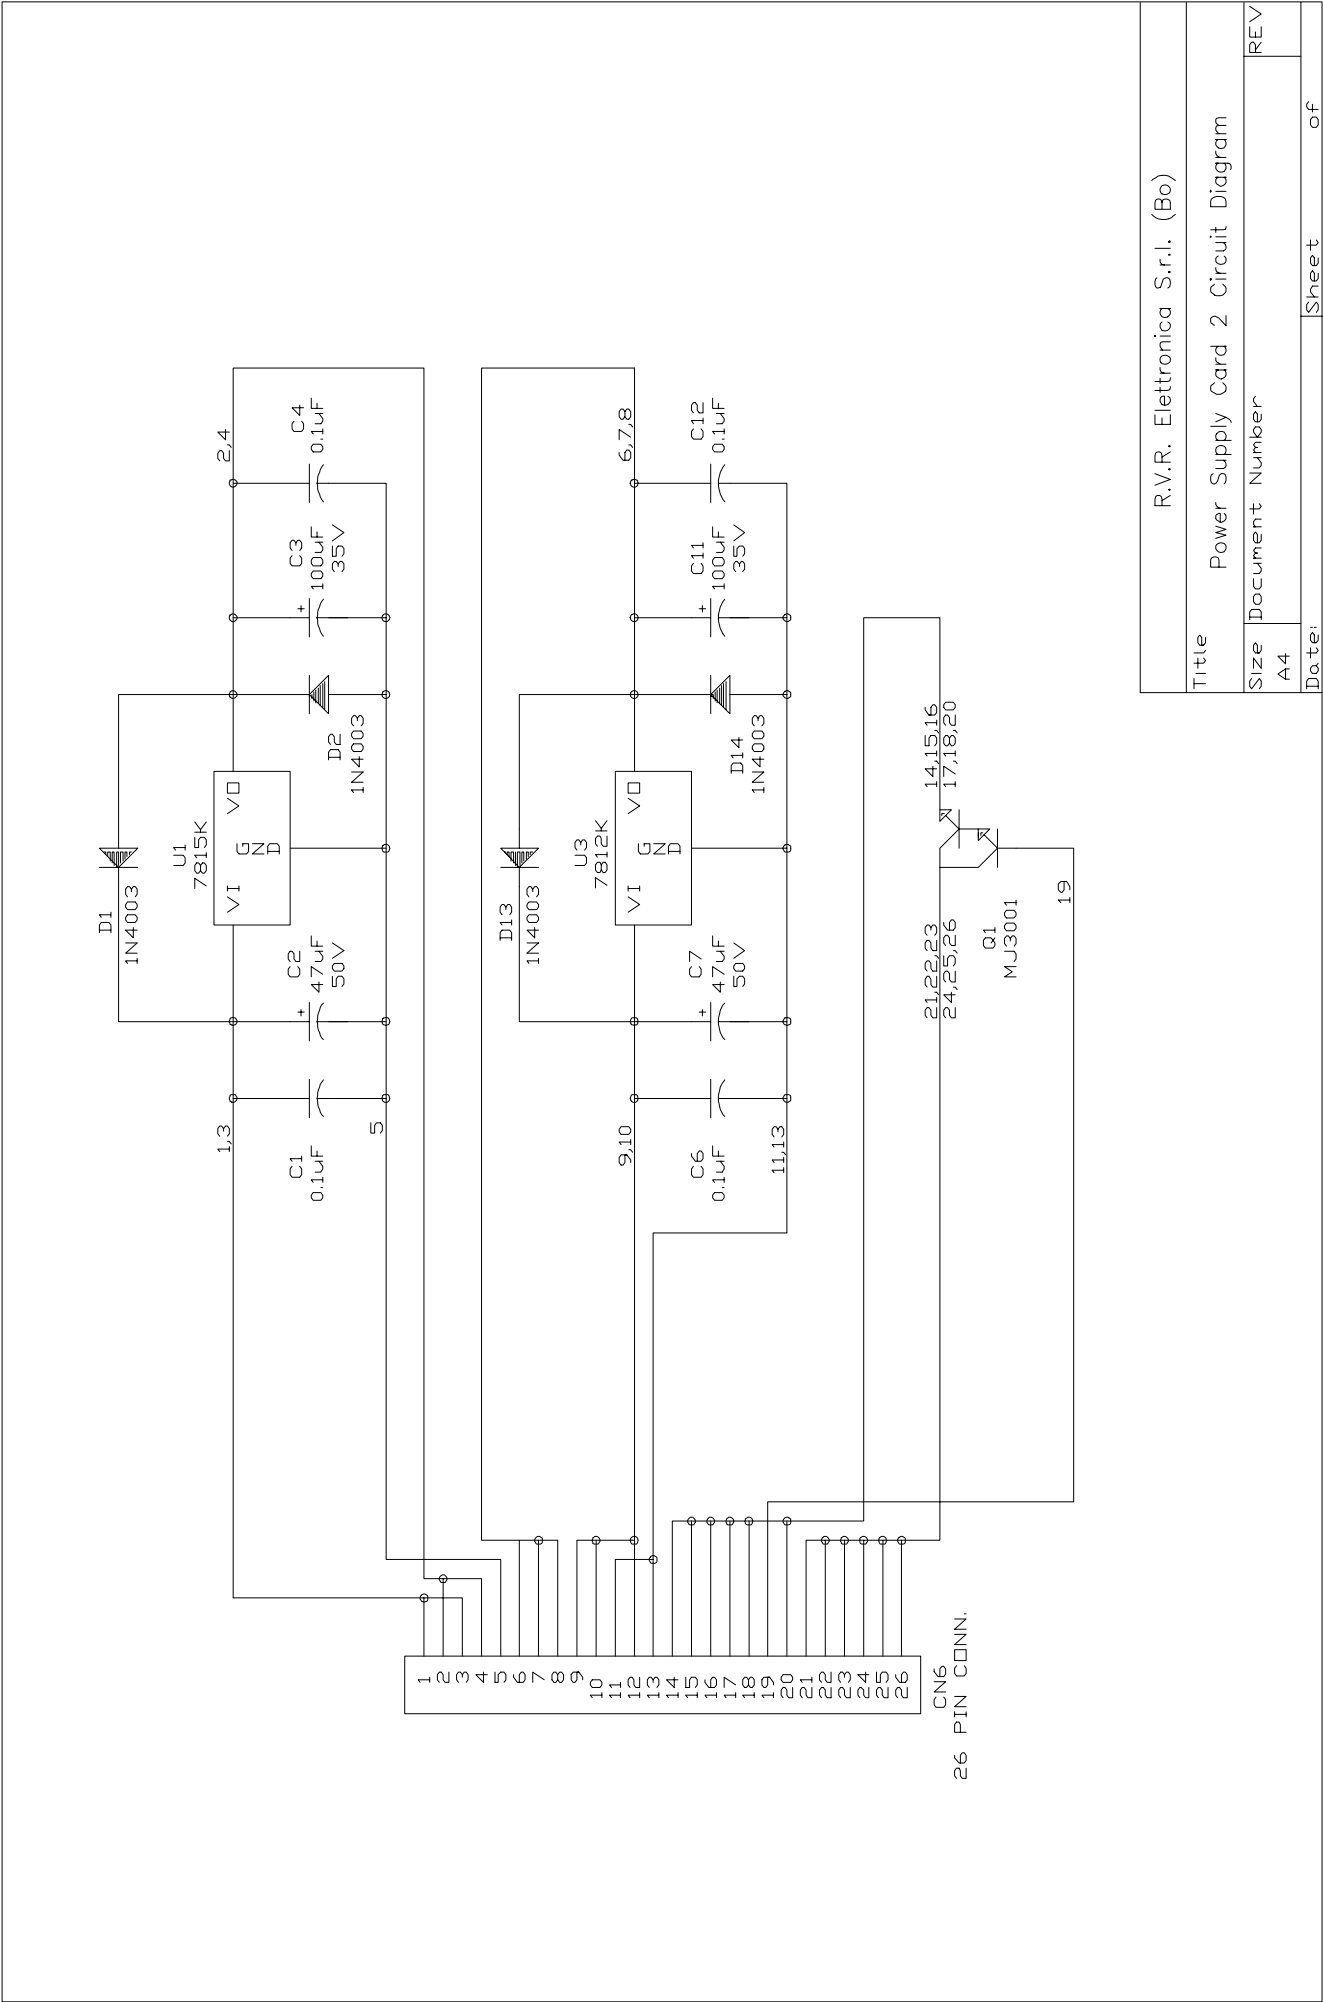 D1
1N4003
U1
7815K
VI
VO
GND
1,3
2,4
C1
0.1uF
C2
47uF
50V
D2
1N4003
C3
100uF
35V
C4
0.1uF
5
D13
1N4003
U3
7812K
VI
VO
GND
9,10
6,7,8
C6
0.1uF
C7
47uF
50V
D14
1N4003
C11
100uF
35V
C12
0.1uF
11,13
1
2
3
4
5
6
7
8
9
10
11
12
13
14
15
16
17
18
19
20
21
22
23
24
25
26
CN6
26 PIN CONN.
21,22,23
24,25,26
14,15,16
17,18,20
Q1
MJ3001
19
R.V.R. Elettronica S.r.l. (Bo)
Title
Power Supply Card 2 Circuit Diagram
Size
Document Number
REV
A4
Date:
Sheet
of